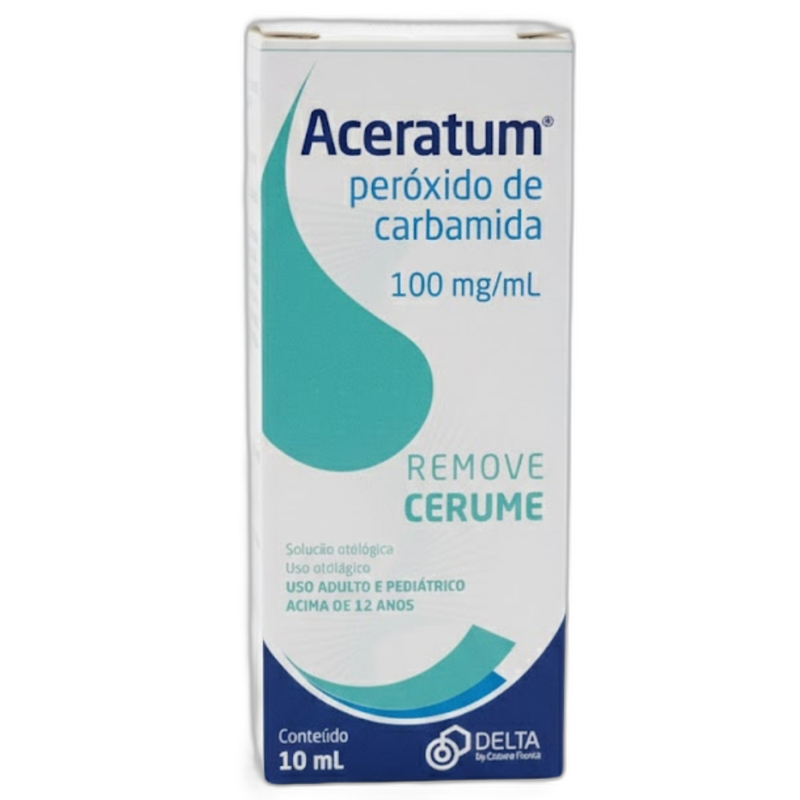 Aceratum®
peróxido de
carbamida
100 mg/mL
REMOVE
CERUME
Solução otológica
Uso otológico
USO ADULTO E PEDIÁTRICO
ACIMA DE 12 ANOS
Conteúdo
10 mL
DELTA
by